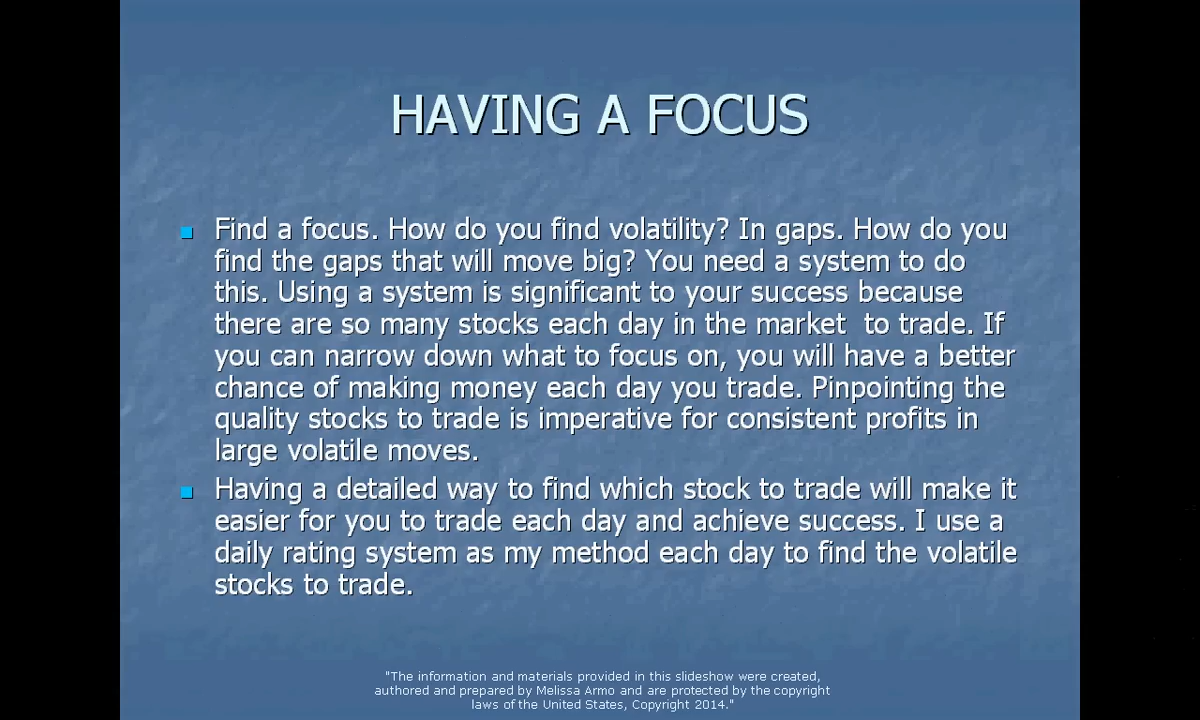 HAVING A FOCUS
Find a focus. How do you find volatility? In gaps. How do you
find the gaps that will move big? You need a system to do
this. Using a system is significant to your success because
there are so many stocks each day in the market  to trade. If
you can narrow down what to focus on, you will have a better
chance of making money each day you trade. Pinpointing the
quality stocks to trade is imperative for consistent profits in
large volatile moves.
Having a detailed way to find which stock to trade will make it
easier for you to trade each day and achieve success. I use a
daily rating system as my method each day to find the volatile
stocks to trade.
"The information and materials provided in this slideshow were created,
authored and prepared by Melissa Armo and are protected by the copyright
laws of the United States, Copyright 2014."